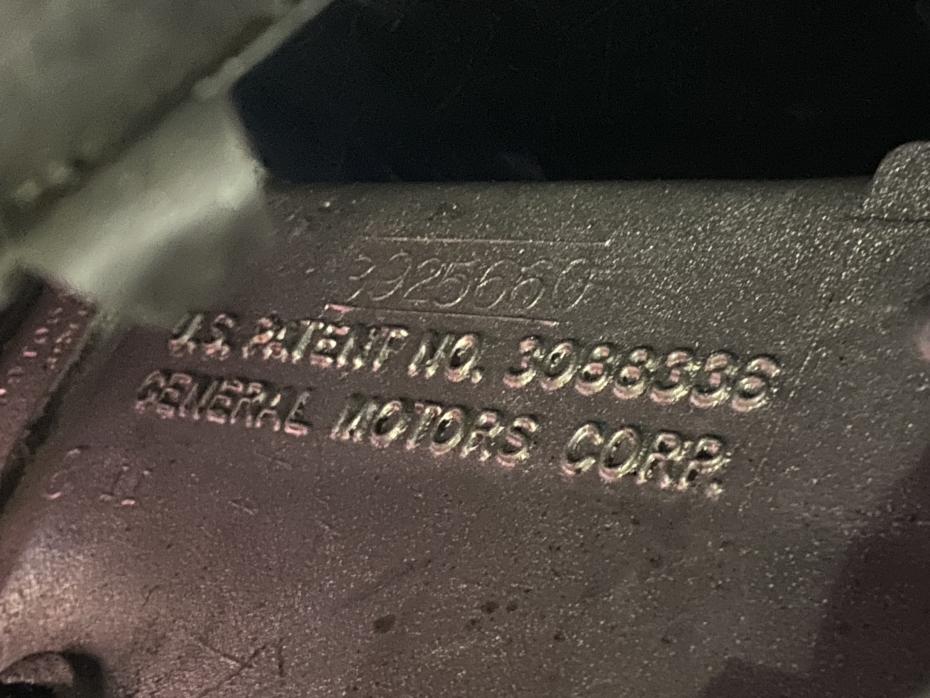 3925660
U.S. PATENT NO. 3088336
GENERAL MOTORS CORP.